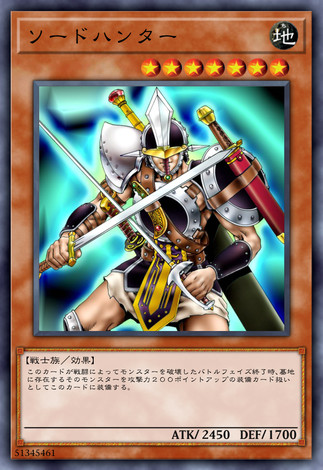 ソードハンター
地
【戦士族／効果】
このカードが戦闘によってモンスターを破壊したバトルフェイズ終了時、墓地
に存在するそのモンスターを攻撃力２００ポイントアップの装備カード扱い
としてこのカードに装備する。
ATK/ 2450 DEF/1700
51345461